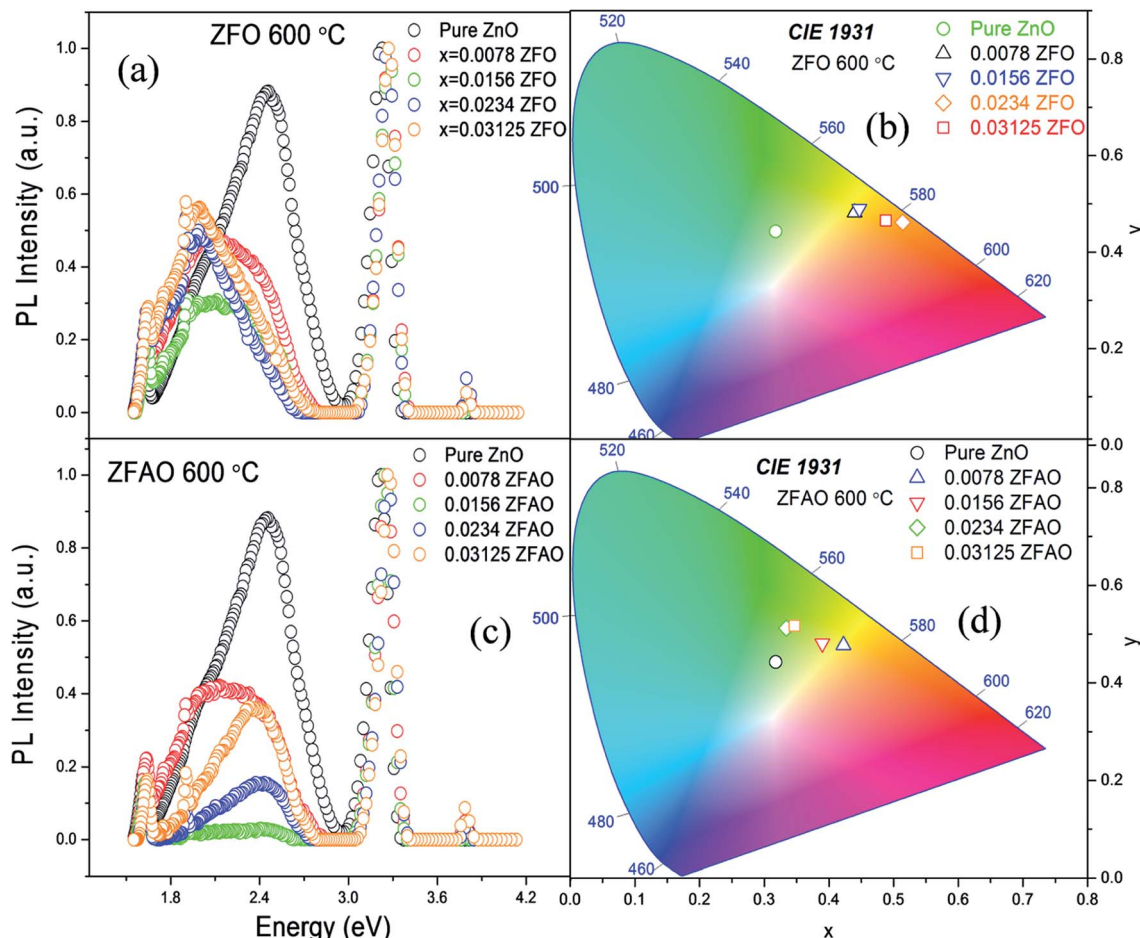 ZFO 600 °C
(a)
Pure ZnO
x=0.0078 ZFO
x=0.0156 ZFO
x=0.0234 ZFO
x=0.03125 ZFO
1.0
0.8
0.6
0.4
0.2
0.0
PL Intensity (a.u.)
CIE 1931
ZFO 600 °C
(b)
Pure ZnO
0.0078 ZFO
0.0156 ZFO
0.0234 ZFO
0.03125 ZFO
520
540
560
580
600
620
500
480
460
0.8
0.6
0.4
0.2
0.0
y
ZFAO 600 °C
(c)
Pure ZnO
0.0078 ZFAO
0.0156 ZFAO
0.0234 ZFAO
0.03125 ZFAO
1.0
0.8
0.6
0.4
0.2
0.0
PL Intensity (a.u.)
1.8 2.4 3.0 3.6 4.2
Energy (eV)
CIE 1931
ZFAO 600 °C
(d)
Pure ZnO
0.0078 ZFAO
0.0156 ZFAO
0.0234 ZFAO
0.03125 ZFAO
520
540
560
580
600
620
500
480
460
0.8
0.6
0.4
0.2
0.0
y
0.0 0.1 0.2 0.3 0.4 0.5 0.6 0.7 0.8
x